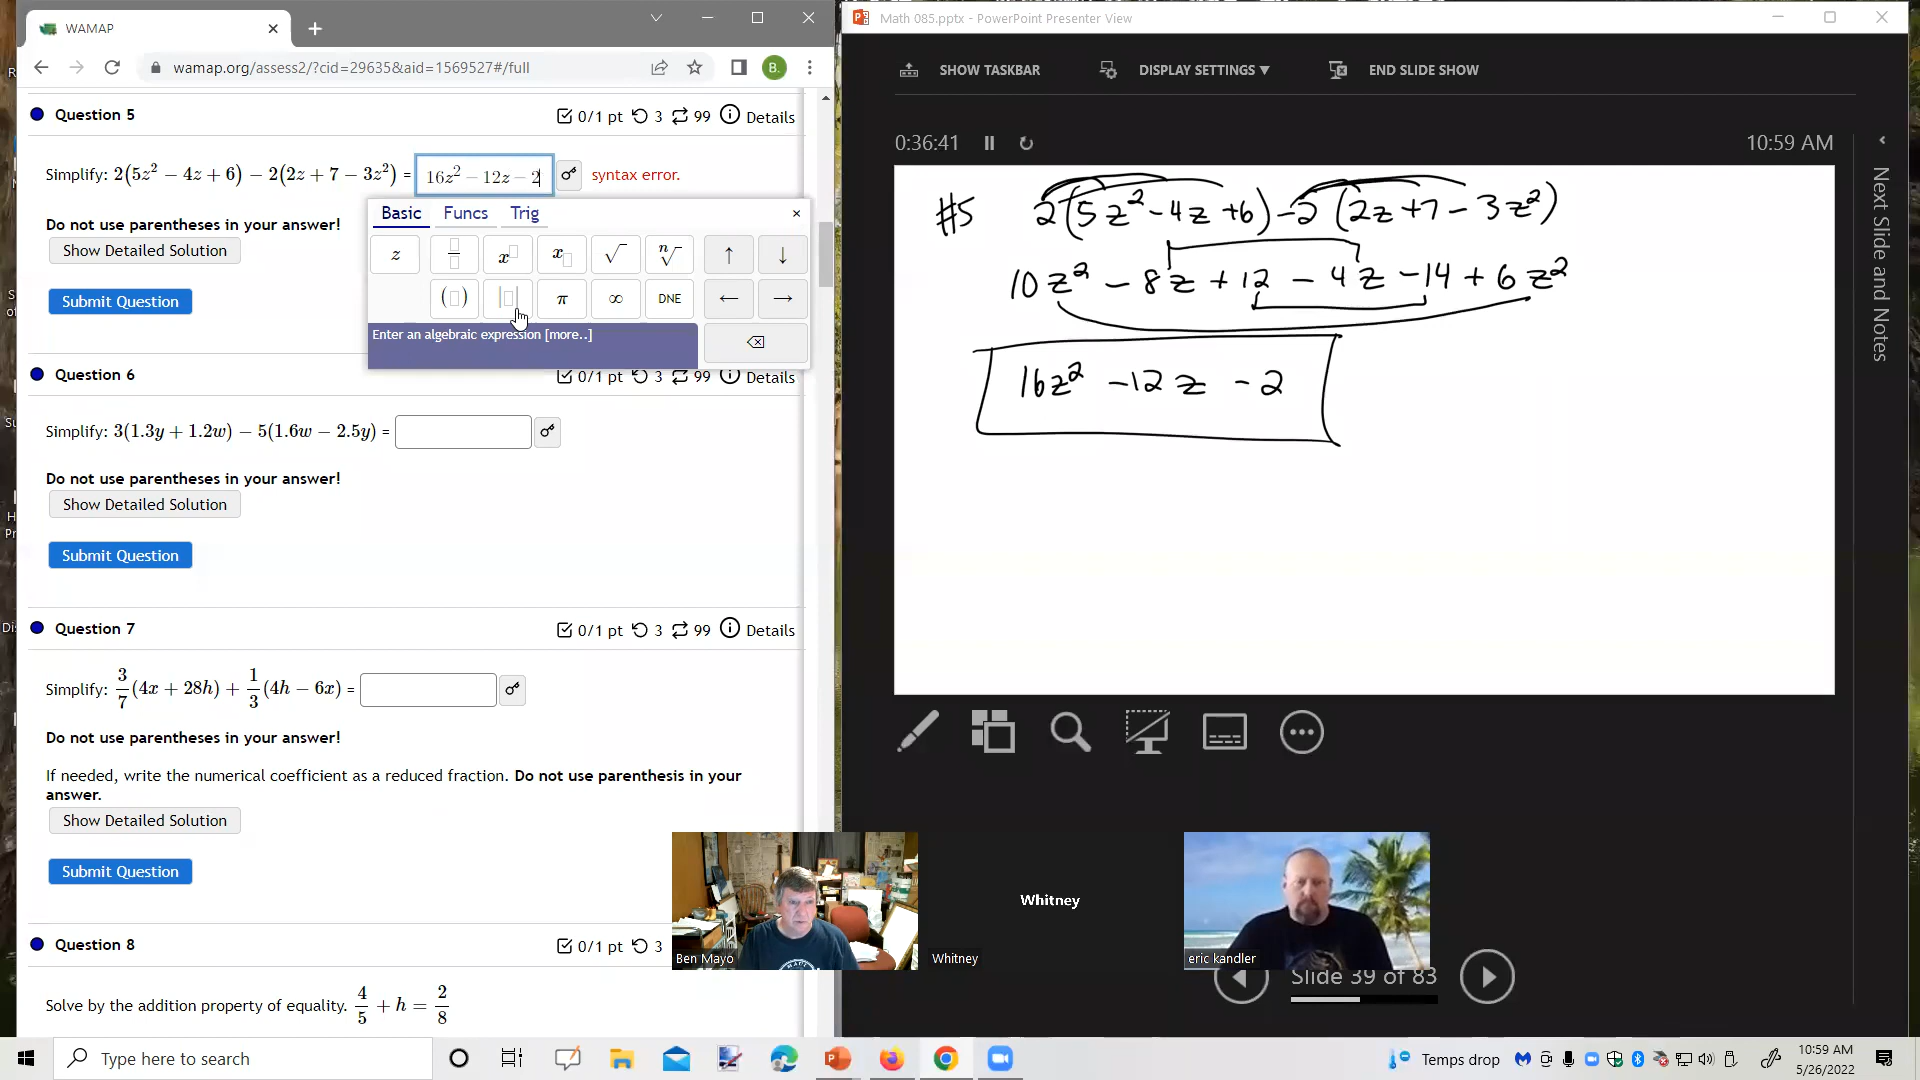 WAMAP
wamap.org/assess2/?cid=29635&aid=1569527#/full
B.
Question 5
0/1 pt 3 99 Details
Simplify: 2(5z² − 4z + 6) − 2(2z + 7 − 3z²) = 16z² − 12z − 2 syntax error.
Do not use parentheses in your answer!
Show Detailed Solution
Submit Question
Basic Funcs Trig ×
z x x √ ⁿ√ ↑ ↓
( ) | | π ∞ DNE ← →
Enter an algebraic expression [more..]
Question 6
0/1 pt 3 99 Details
Simplify: 3(1.3y + 1.2w) − 5(1.6w − 2.5y) =
Do not use parentheses in your answer!
Show Detailed Solution
Submit Question
Question 7
0/1 pt 3 99 Details
Simplify: 3/7(4x + 28h) + 1/3(4h − 6x) =
Do not use parentheses in your answer!
If needed, write the numerical coefficient as a reduced fraction. Do not use parenthesis in your
answer.
Show Detailed Solution
Submit Question
Question 8
0/1 pt 3
Solve by the addition property of equality. 4/5 + h = 2/8
Math 085.pptx - PowerPoint Presenter View
SHOW TASKBAR DISPLAY SETTINGS ▼ END SLIDE SHOW
0:36:41 10:59 AM
#5 2(5z² - 4z + 6) - 2(2z + 7 - 3z²)
10z² - 8z + 12 - 4z - 14 + 6z²
16z² - 12z - 2
Next Slide and Notes
Ben Mayo
Whitney
Whitney
eric kandler
Slide 39 of 83
Type here to search
Temps drop
10:59 AM
5/26/2022